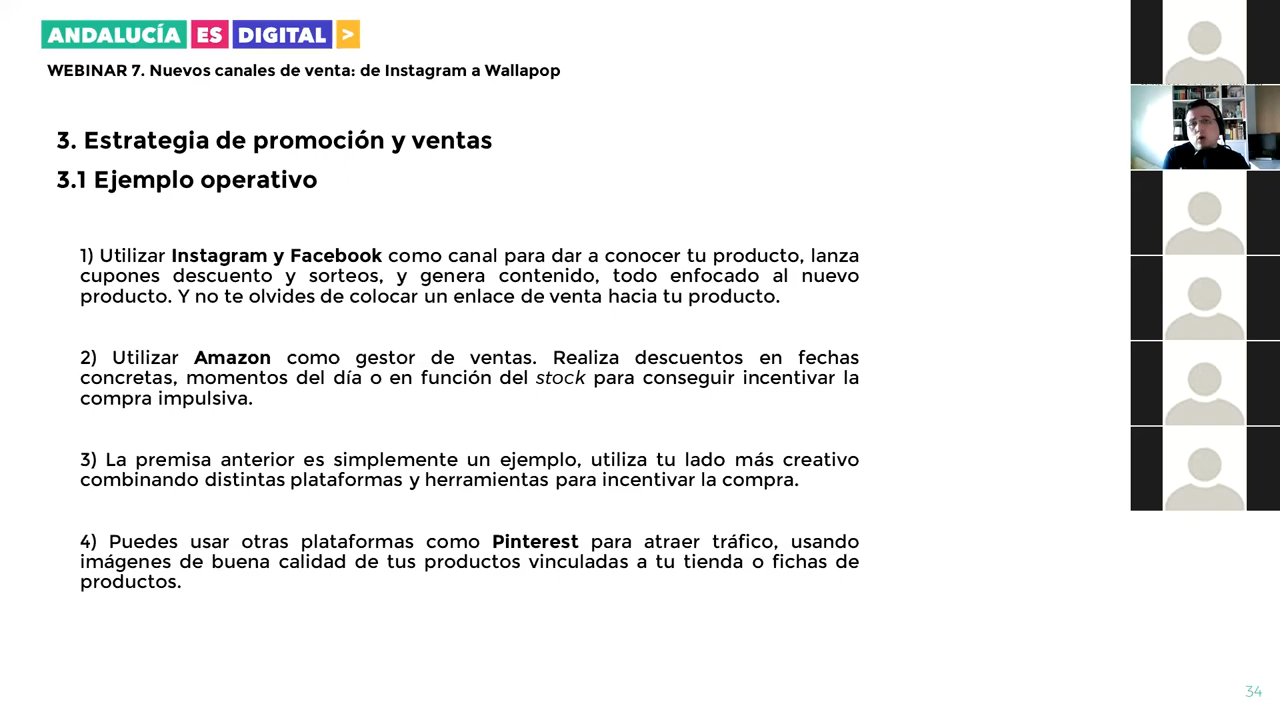 ANDALUCÍA ES DIGITAL >
WEBINAR 7. Nuevos canales de venta: de Instagram a Wallapop
3. Estrategia de promoción y ventas
3.1 Ejemplo operativo
1) Utilizar Instagram y Facebook como canal para dar a conocer tu producto, lanza
cupones descuento y sorteos, y genera contenido, todo enfocado al nuevo
producto. Y no te olvides de colocar un enlace de venta hacia tu producto.
2) Utilizar Amazon como gestor de ventas. Realiza descuentos en fechas
concretas, momentos del día o en función del stock para conseguir incentivar la
compra impulsiva.
3) La premisa anterior es simplemente un ejemplo, utiliza tu lado más creativo
combinando distintas plataformas y herramientas para incentivar la compra.
4) Puedes usar otras plataformas como Pinterest para atraer tráfico, usando
imágenes de buena calidad de tus productos vinculadas a tu tienda o fichas de
productos.
34